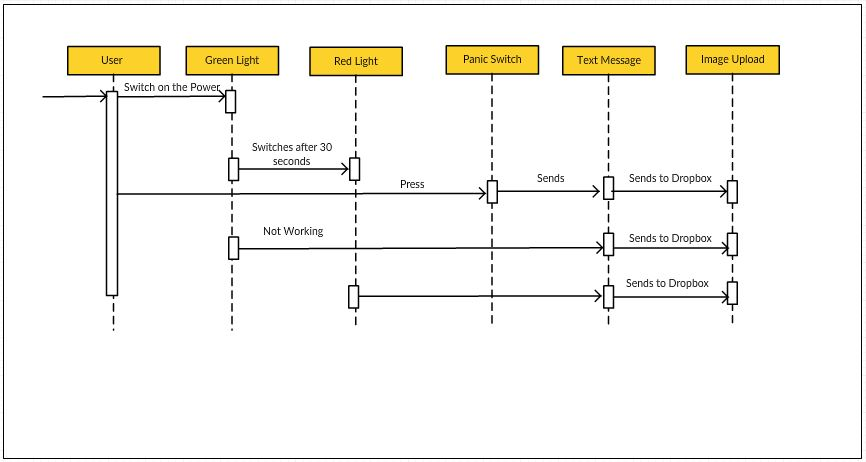 User
Green Light
Red Light
Panic Switch
Text Message
Image Upload
Switch on the Power
Switches after 30
seconds
Press
Sends
Sends to Dropbox
Not Working
Sends to Dropbox
Sends to Dropbox